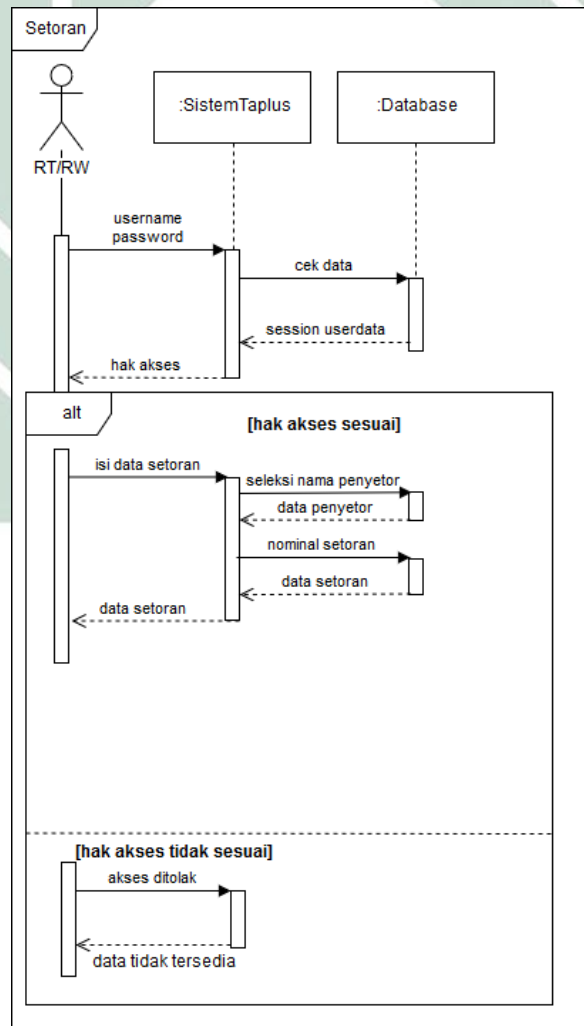 Setoran
:SistemTaplus
:Database
RT/RW
username
password
cek data
session userdata
hak akses
alt
[hak akses sesuai]
isi data setoran
seleksi nama penyetor
data penyetor
nominal setoran
data setoran
data setoran
[hak akses tidak sesuai]
akses ditolak
data tidak tersedia